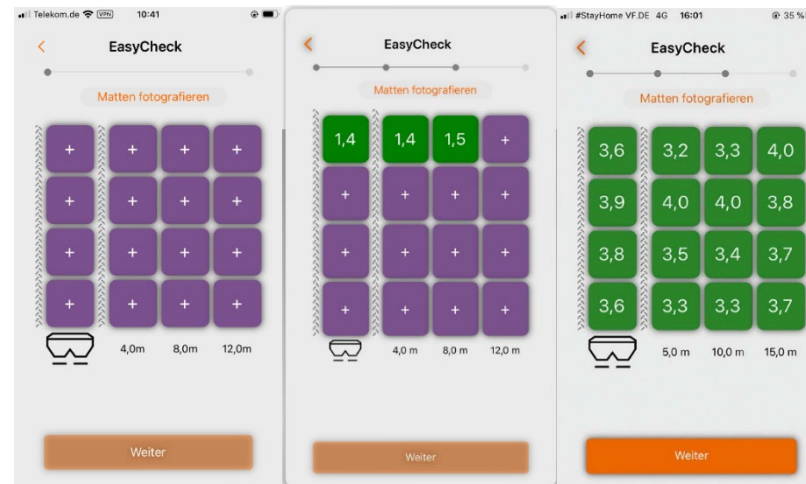 Telekom.de VPN 10:41
EasyCheck
Matten fotografieren
+ + + +
+ + + +
+ + + +
+ + + +
4,0m 8,0m 12,0m
Weiter
EasyCheck
Matten fotografieren
1,4 1,4 1,5 +
+ + + +
+ + + +
+ + + +
4,0 m 8,0 m 12,0 m
Weiter
#StayHome VF.DE 4G 16:01 35 %
EasyCheck
Matten fotografieren
3,6 3,2 3,3 4,0
3,9 4,0 4,0 3,8
3,8 3,5 3,4 3,7
3,6 3,3 3,3 3,7
5,0 m 10,0 m 15,0 m
Weiter